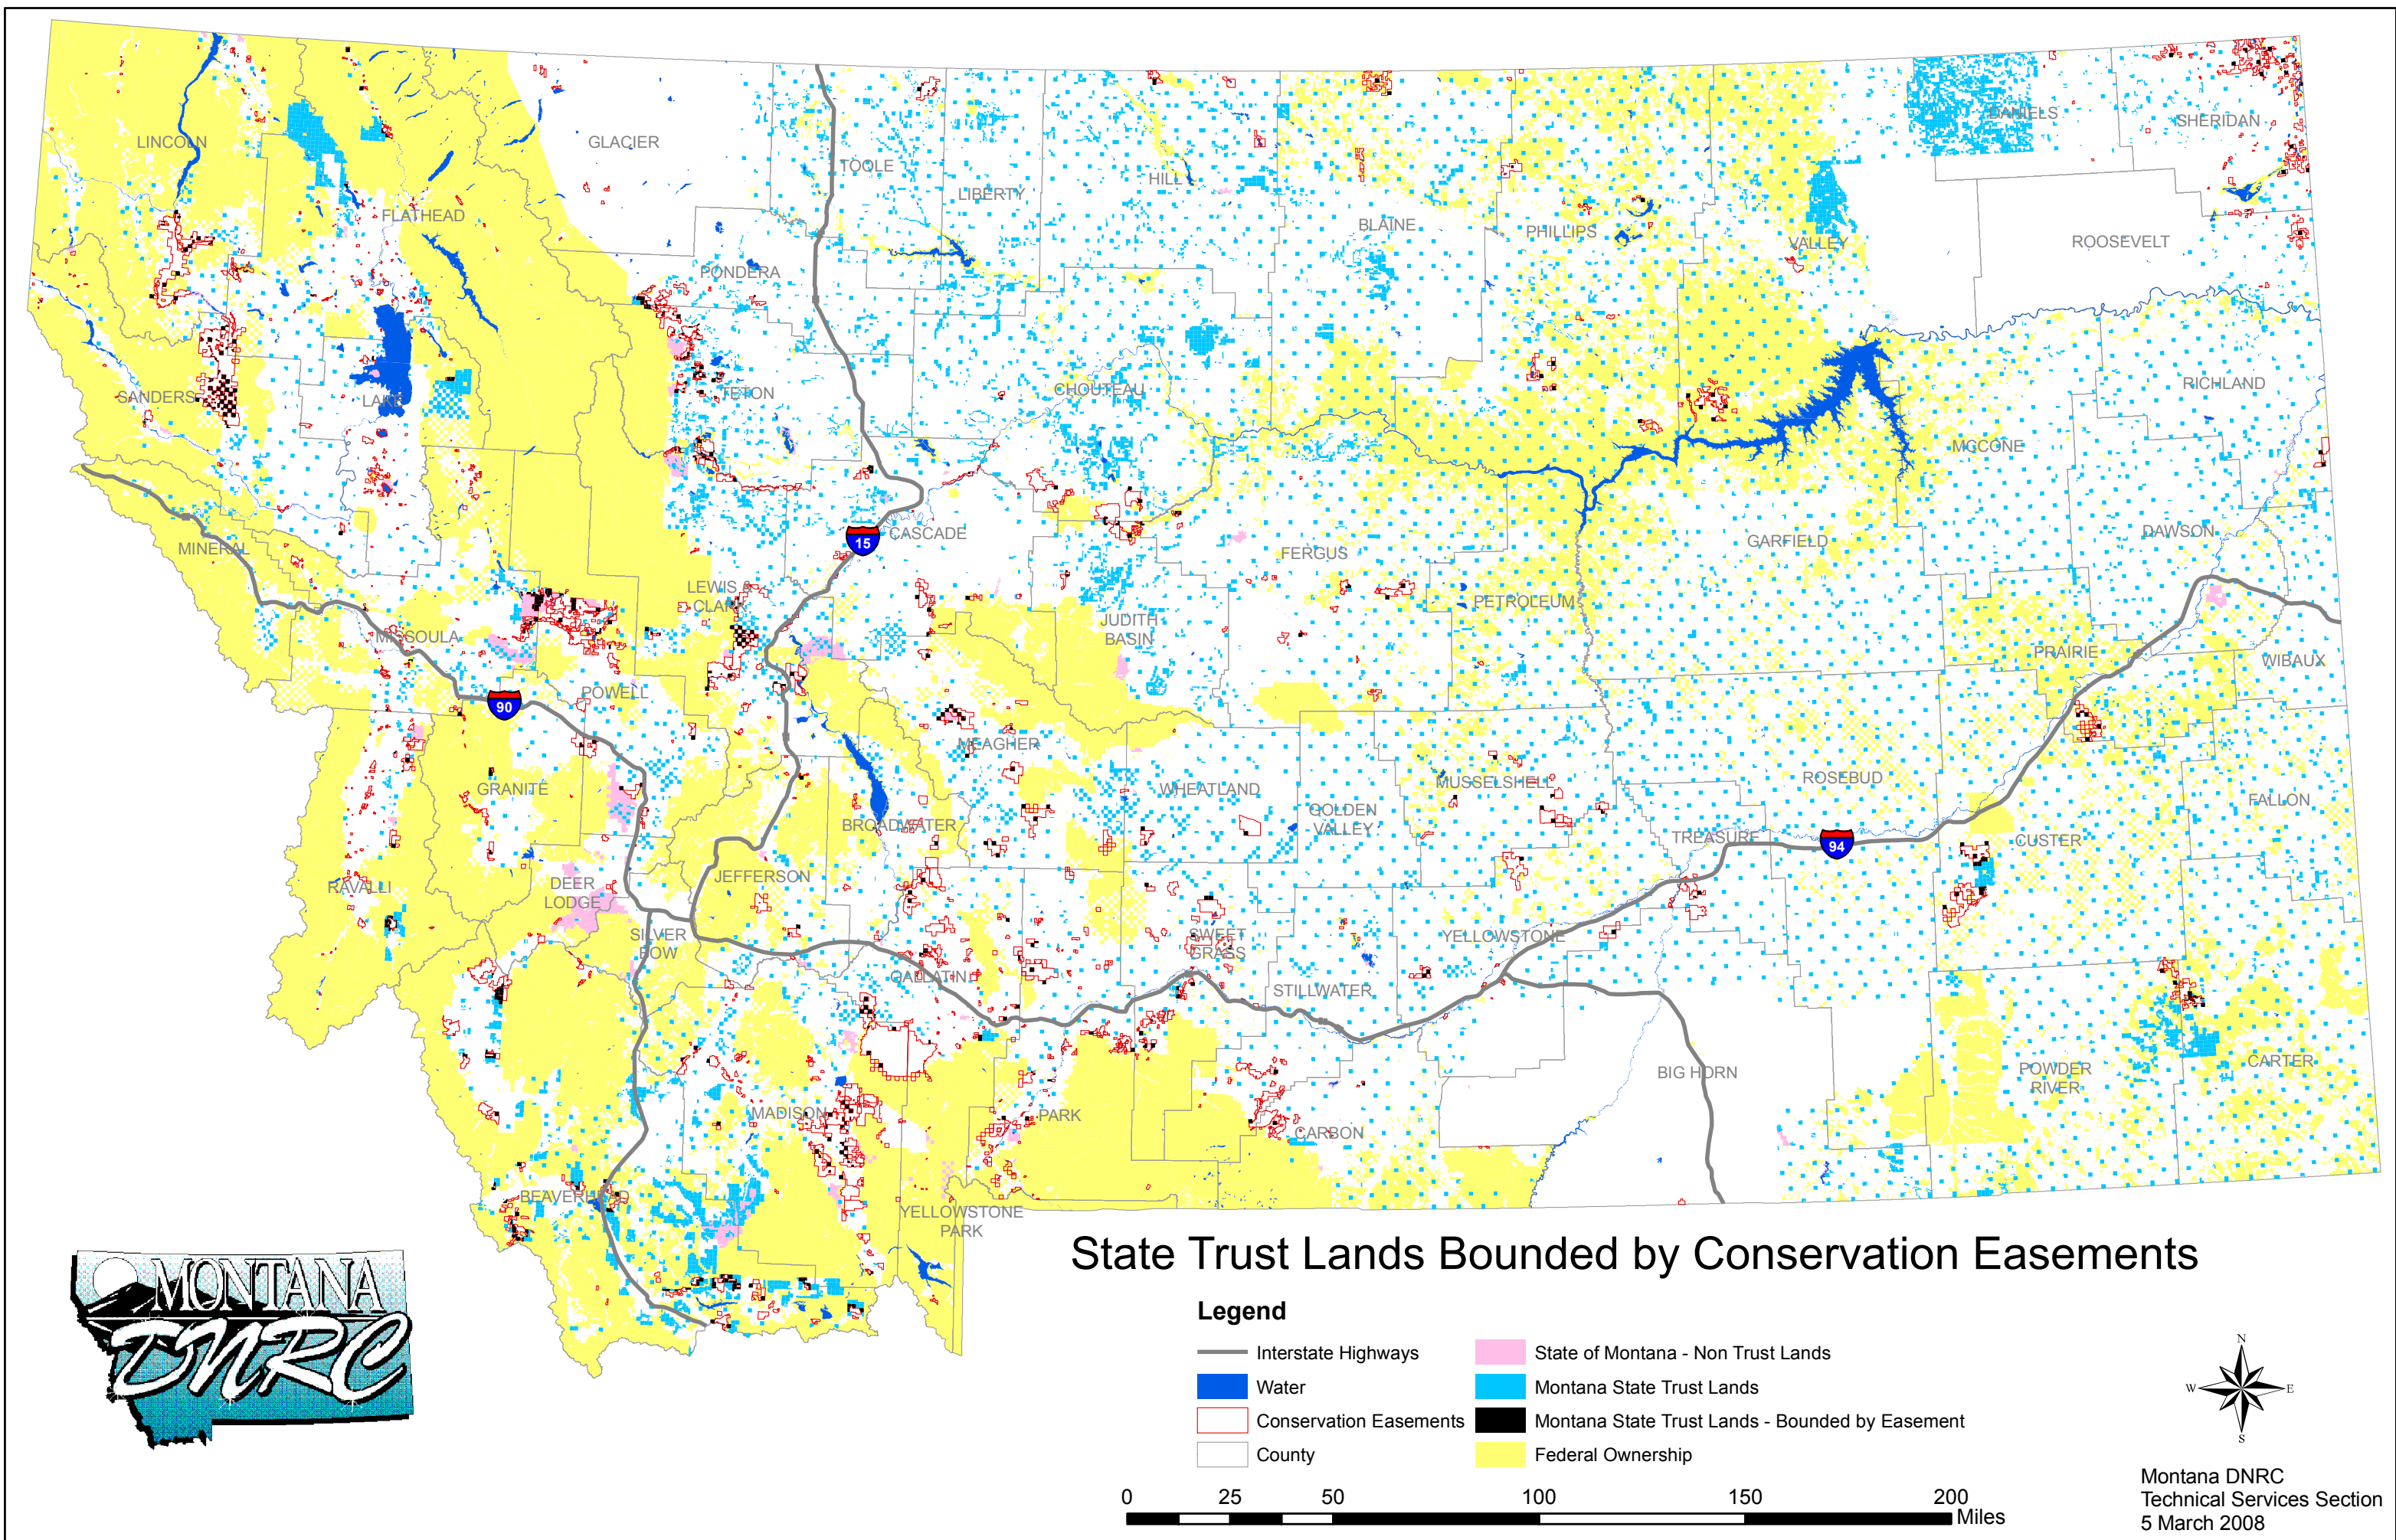 LINCOLN
GLACIER
TOOLE
LIBERTY
HILL
DANIELS
SHERIDAN
FLATHEAD
BLAINE
PHILLIPS
VALLEY
ROOSEVELT
PONDERA
SANDERS
LAKE
TETON
CHOUTEAU
RICHLAND
MCCONE
MINERAL
15
CASCADE
FERGUS
GARFIELD
DAWSON
LEWIS &
CLARK
PETROLEUM
MISSOULA
JUDITH
BASIN
PRAIRIE
WIBAUX
POWELL
90
MEAGHER
GRANITE
WHEATLAND
GOLDEN
VALLEY
MUSSELSHELL
ROSEBUD
FALLON
BROADWATER
TREASURE
94
CUSTER
RAVALLI
DEER
LODGE
JEFFERSON
SILVER
BOW
GALLATIN
SWEET
GRASS
YELLOWSTONE
STILLWATER
BIG HORN
POWDER
RIVER
CARTER
MADISON
PARK
CARBON
BEAVERHEAD
YELLOWSTONE
PARK
State Trust Lands Bounded by Conservation Easements
MONTANA
DNRC
Legend
Interstate Highways
Water
Conservation Easements
County
State of Montana - Non Trust Lands
Montana State Trust Lands
Montana State Trust Lands - Bounded by Easement
Federal Ownership
N
W E
S
0 25 50 100 150 200
Miles
Montana DNRC
Technical Services Section
5 March 2008